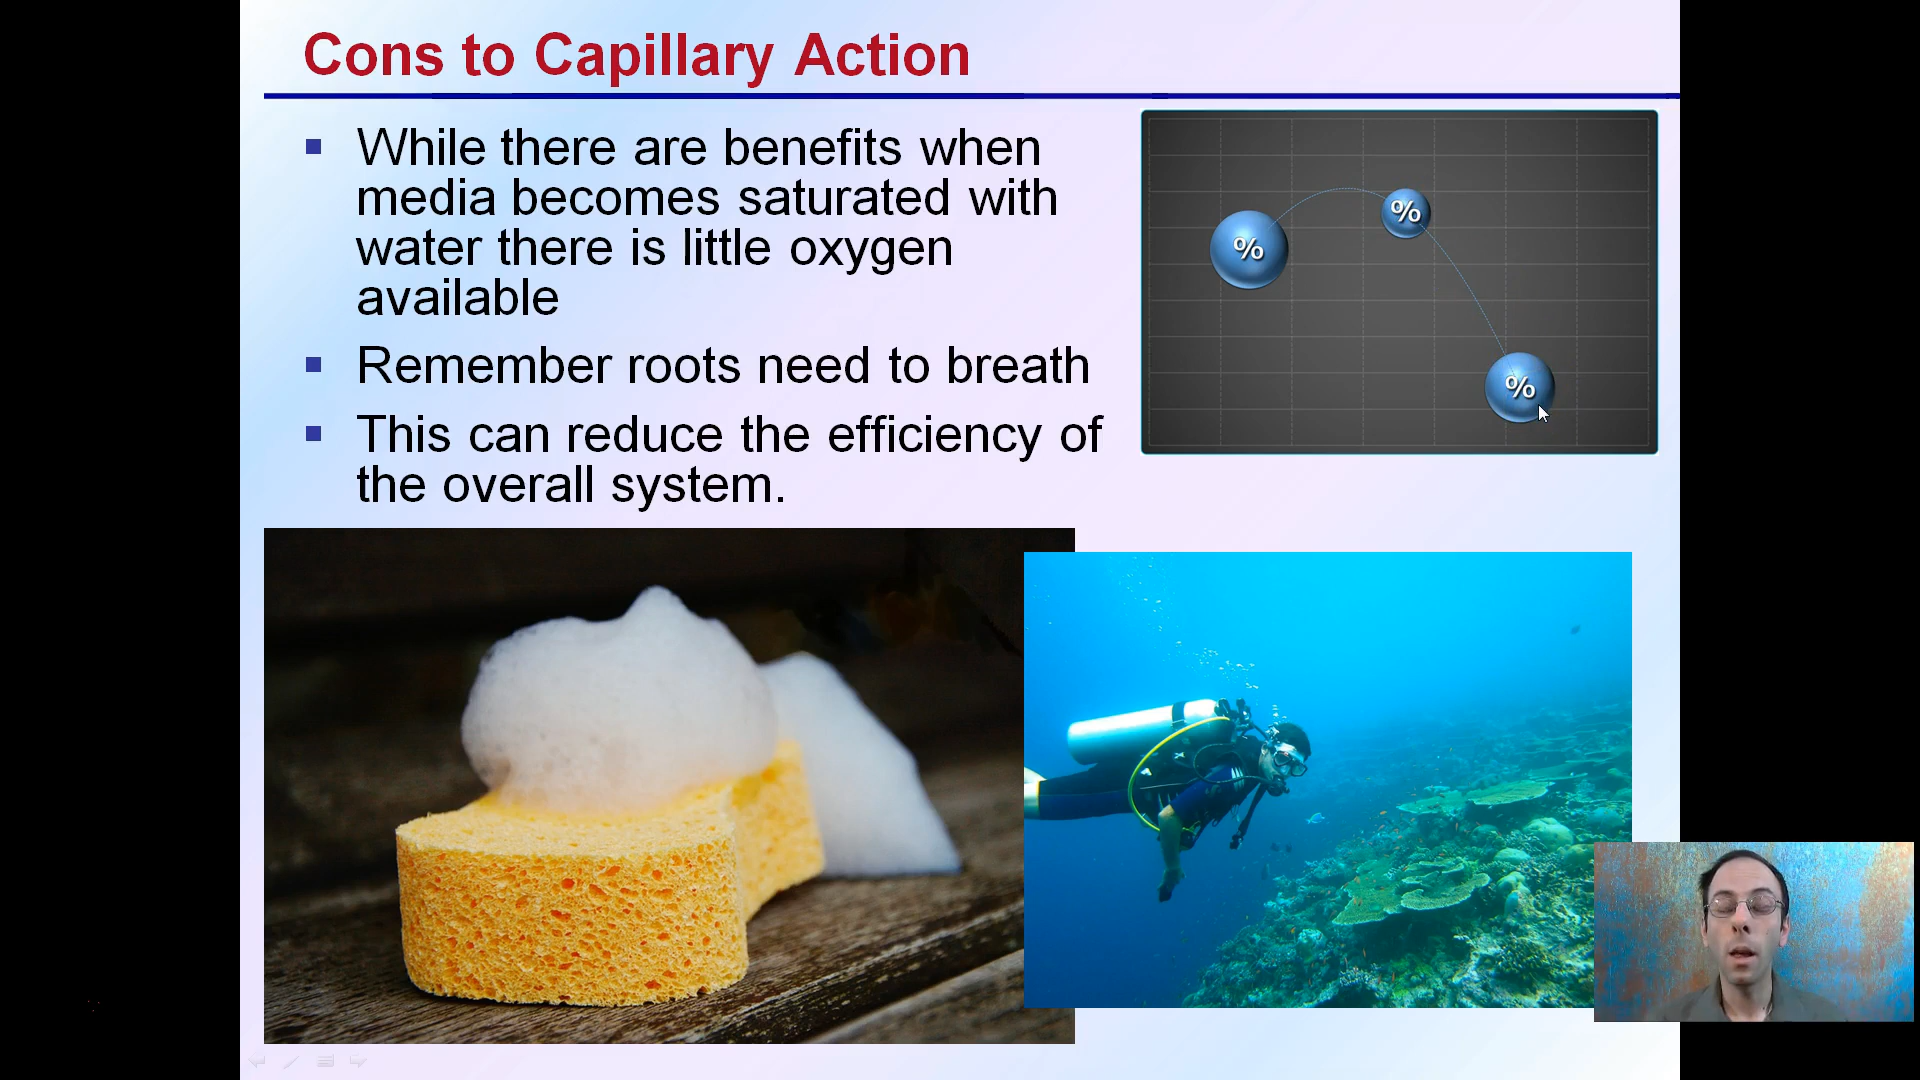 Cons to Capillary Action
While there are benefits when
media becomes saturated with
water there is little oxygen
available
Remember roots need to breath
This can reduce the efficiency of
the overall system.
%
%
%